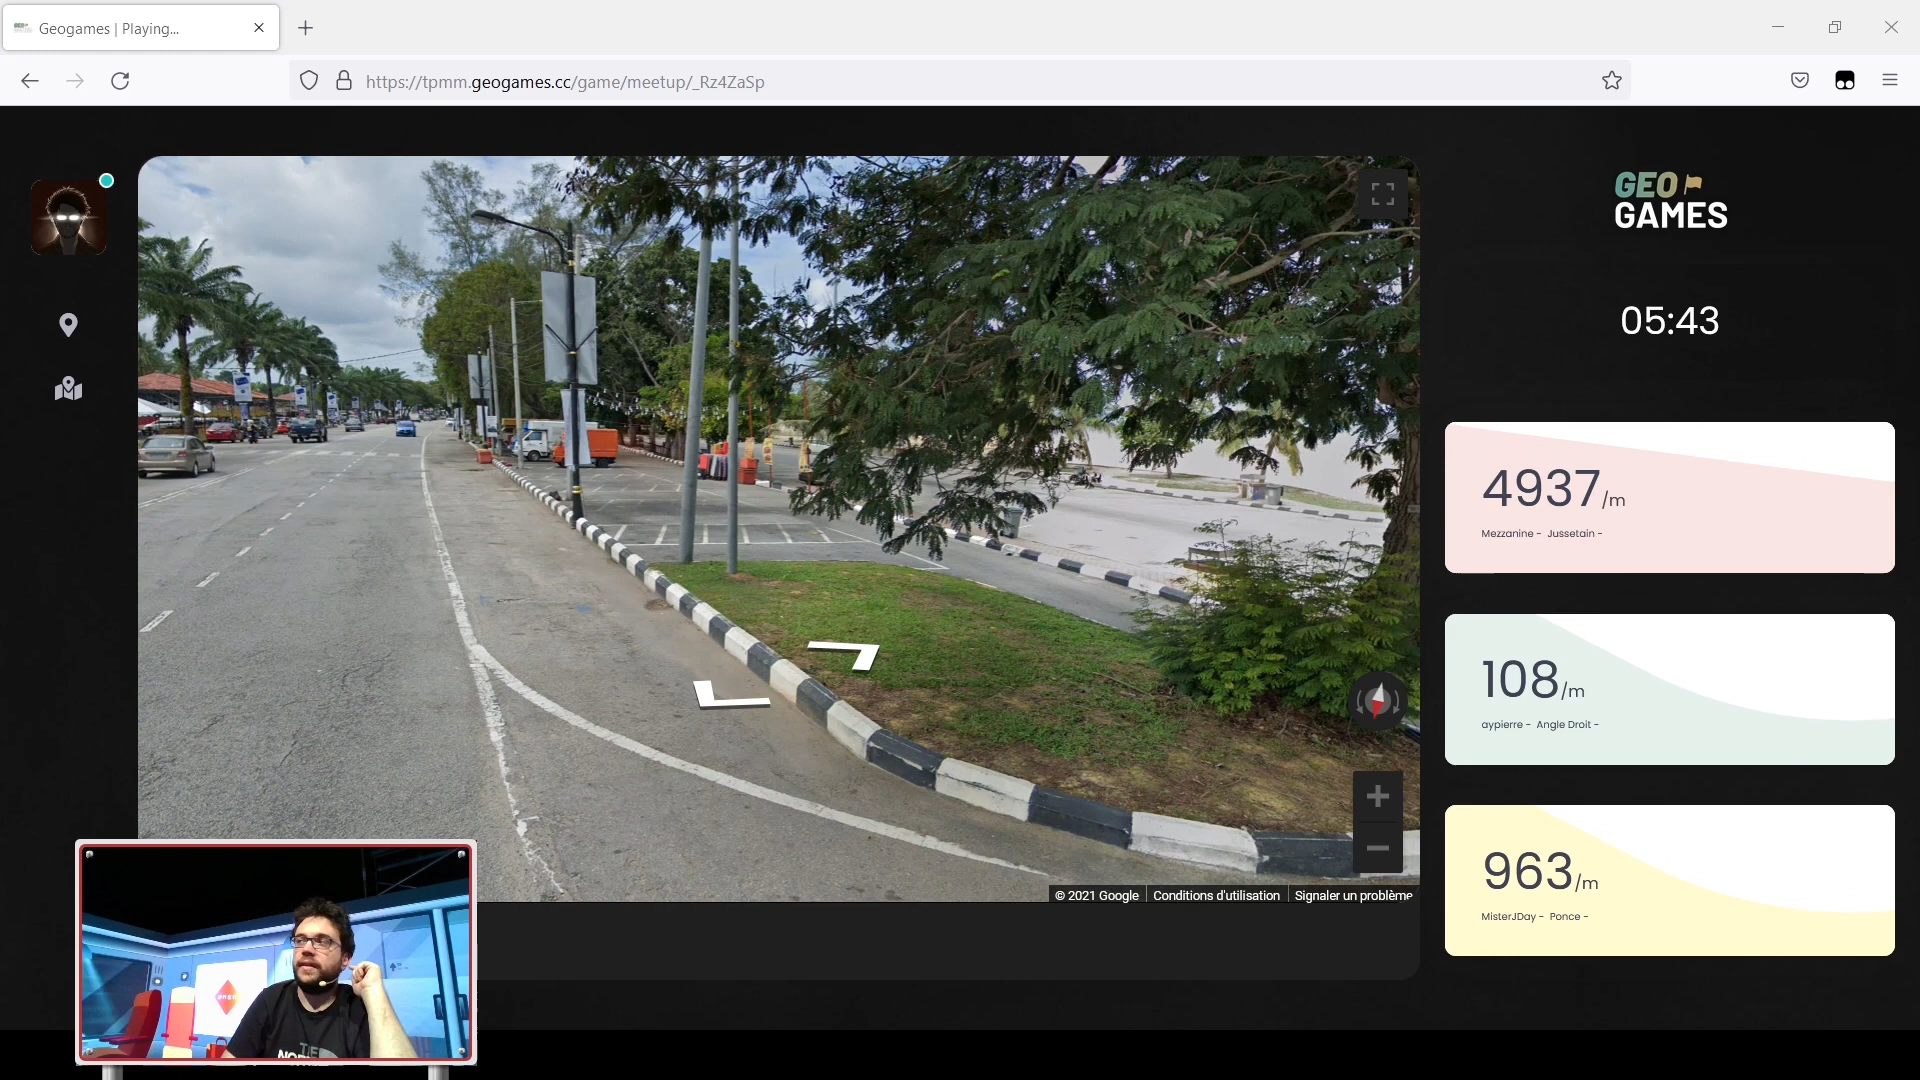 Geogames | Playing...
https://tpmm.geogames.cc/game/meetup/_Rz4ZaSp
GEO
GAMES
05:43
4937/m
Mezzanine - Jussetain -
108/m
aypierre - Angle Droit -
963/m
MisterJDay - Ponce -
© 2021 Google
Conditions d'utilisation
Signaler un problème